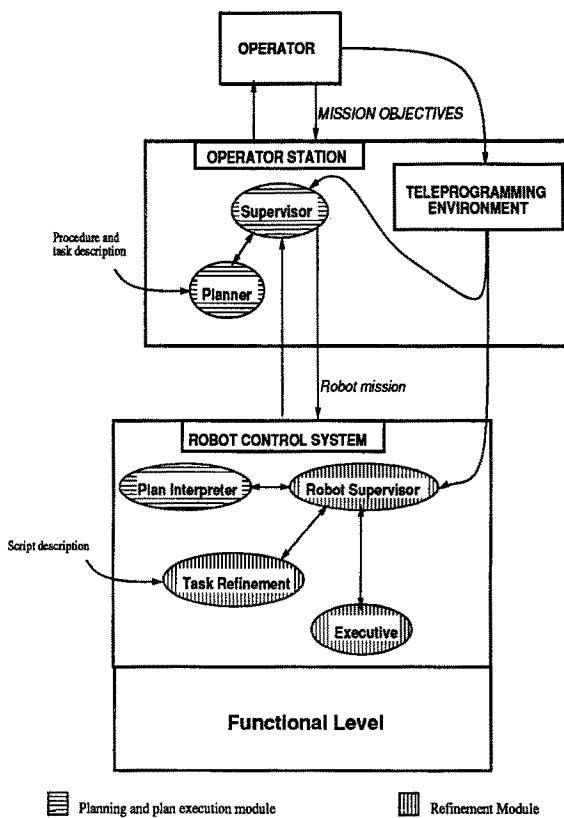 OPERATOR
MISSION OBJECTIVES
OPERATOR STATION
TELEPROGRAMMING
ENVIRONMENT
Supervisor
Procedure and
task description
Planner
Robot mission
ROBOT CONTROL SYSTEM
Plan Interpreter
Robot Supervisor
Script description
Task Refinement
Executive
Functional Level
Planning and plan execution module
Refinement Module